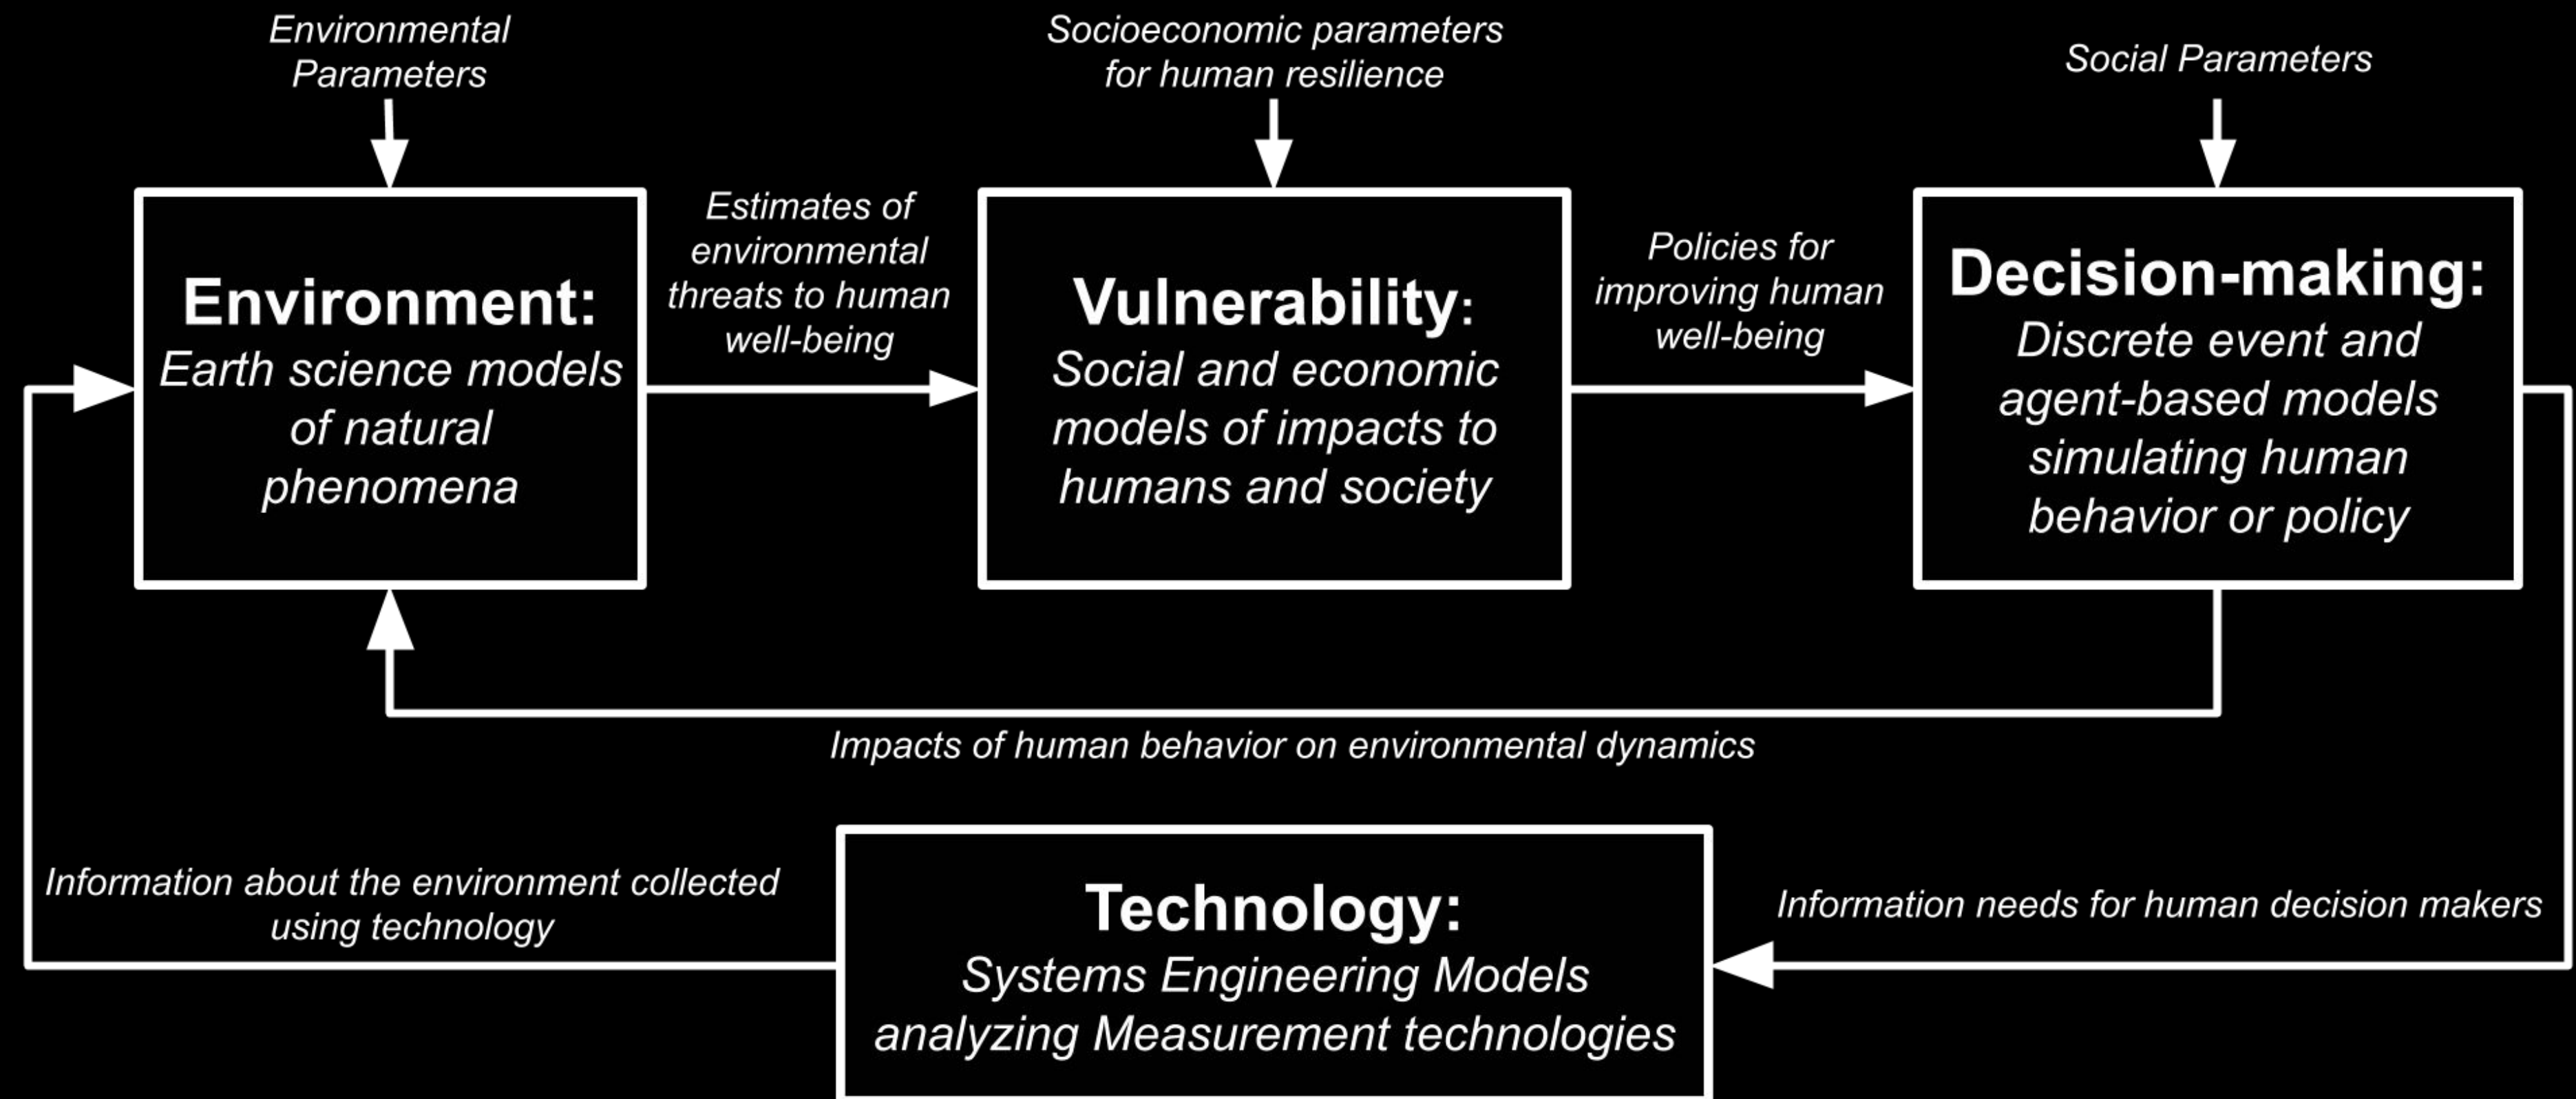 Environmental
Parameters
Socioeconomic parameters
for human resilience
Social Parameters
Environment:
Earth science models
of natural
phenomena
Estimates of
environmental
threats to human
well-being
Vulnerability:
Social and economic
models of impacts to
humans and society
Policies for
improving human
well-being
Decision-making:
Discrete event and
agent-based models
simulating human
behavior or policy
Impacts of human behavior on environmental dynamics
Information about the environment collected
using technology
Technology:
Systems Engineering Models
analyzing Measurement technologies
Information needs for human decision makers